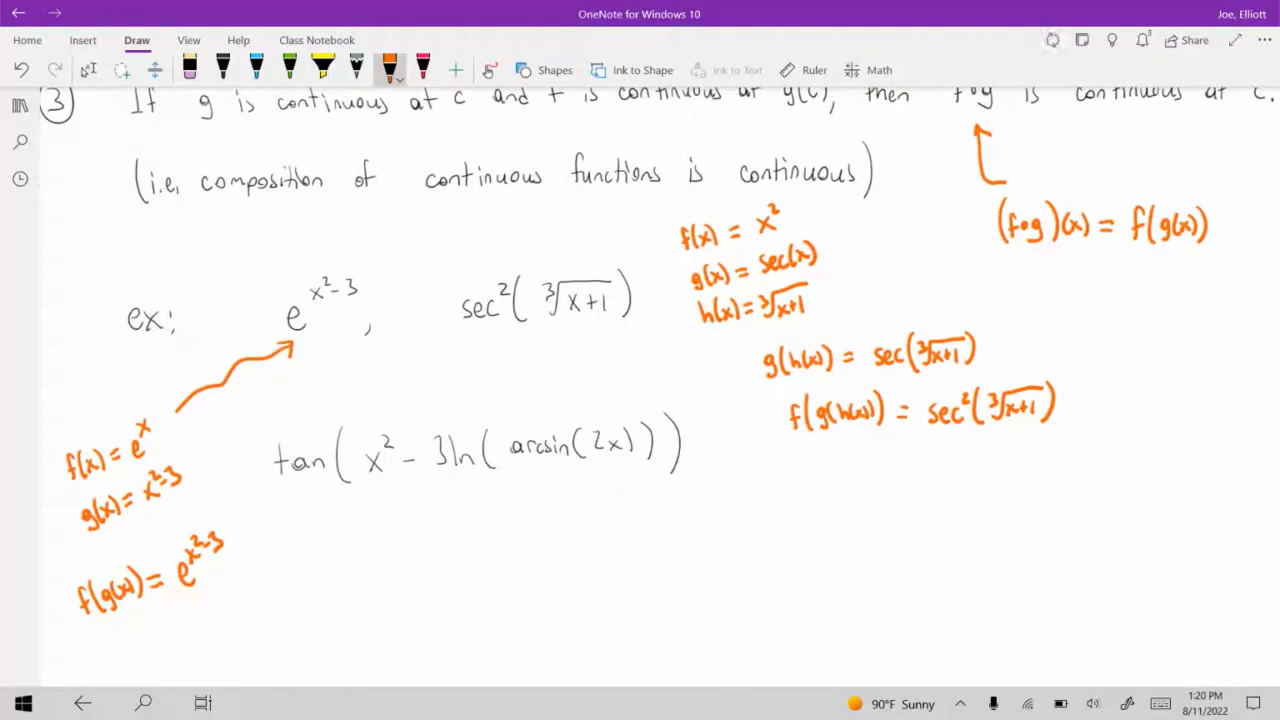 OneNote for Windows 10
Joe, Elliott
Home Insert Draw View Help Class Notebook
Share
Shapes Ink to Shape Ink to Text Ruler Math
③ If g is continuous at c and f is continuous at g(c), then f∘g is continuous at c.
(i.e. composition of continuous functions is continuous)
(f∘g)(x) = f(g(x))
f(x) = x²
g(x) = sec(x)
h(x) = ∛(x+1)
ex: e^(x²-3) , sec²(∛(x+1))
g(h(x)) = sec(∛(x+1))
f(g(h(x))) = sec²(∛(x+1))
f(x) = e^x
g(x) = x²-3
tan(x² - 3ln(arcsin(2x)))
f(g(x)) = e^(x²-3)
90°F Sunny
1:20 PM
8/11/2022